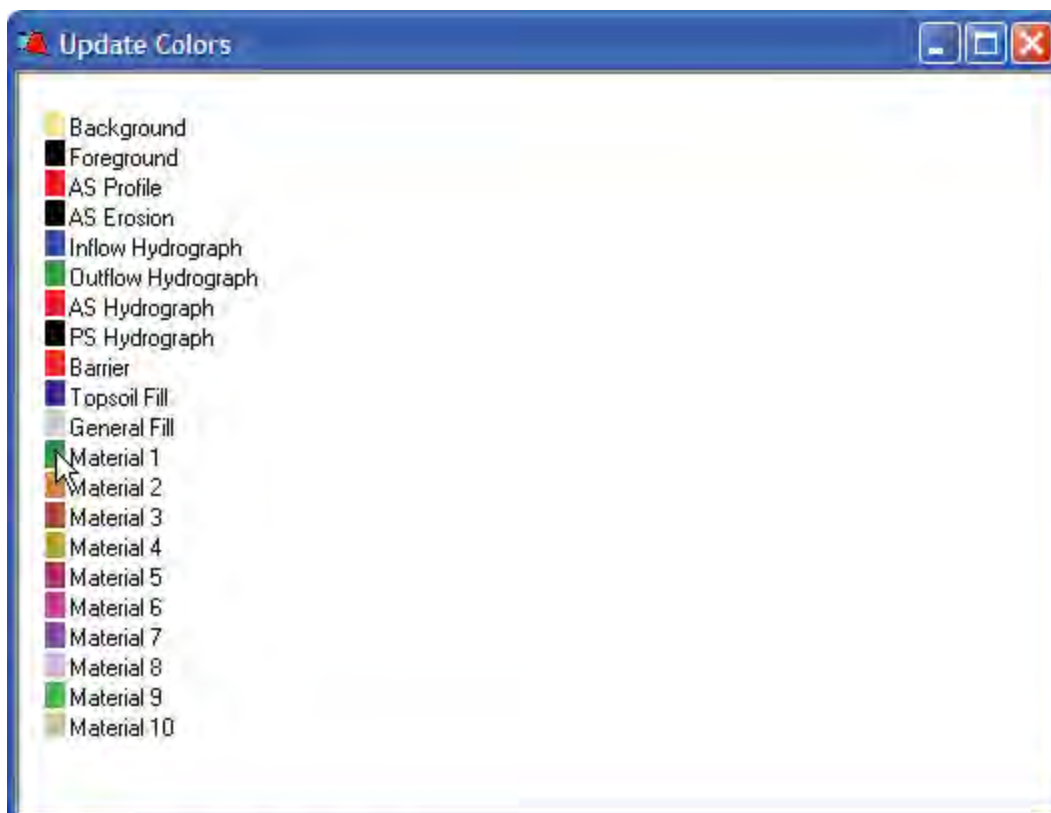 Update Colors
Background
Foreground
AS Profile
AS Erosion
Inflow Hydrograph
Outflow Hydrograph
AS Hydrograph
PS Hydrograph
Barrier
Topsoil Fill
General Fill
Material 1
Material 2
Material 3
Material 4
Material 5
Material 6
Material 7
Material 8
Material 9
Material 10